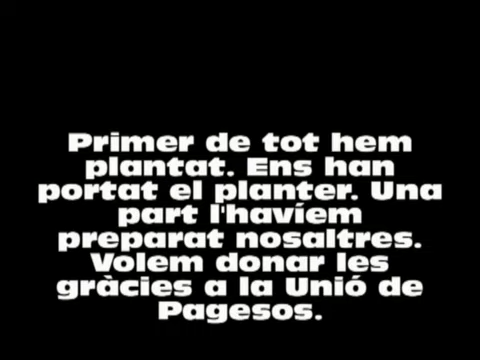 Primer de tot hem
plantat. Ens han
portat el planter. Una
part l'havíem
preparat nosaltres.
Volem donar les
gràcies a la Unió de
Pagesos.